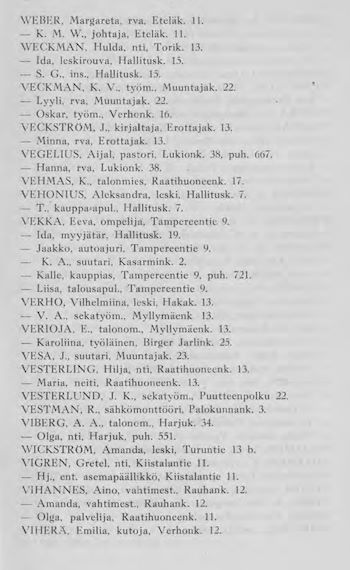 WEBER, Margareta, rva, Eteläk. 11.
— K. M. W., johtaja, Eteläk. 11.
WECKMAN, Hulda, nti, Torik. 13.
— Ida, leskirouva, Hallitusk. 15.
— S. G., ins., Hallitusk. 15.
VECKMAN, K. V., työm., Muuntajak. 22.
— Lyyli, rva, Muuntajak. 22.
— Oskar, työm., Verhonk. 16.
VECKSTRÖM, J., kirjaltaja, Erottajak. 13.
— Minna, rva, Erottajak. 13.
VEGELIUS, Aijal, pastori, Lukionk. 38, puh. 667.
— Hanna, rva, Lukionk. 38.
VEHMAS, K., talonmies, Raatihuoneenk. 17.
VEHONIUS, Aleksandra, leski, Hallitusk. 7.
— T., kauppa-apul., Hallitusk. 7.
VEKKA, Eeva, ompelija, Tampereentie 9.
— Ida, myyjätär, Hallitusk. 19.
— Jaakko, autoajuri, Tampereentie 9.
— K. A., suutari, Kasarmink. 2.
— Kalle, kauppias, Tampereentie 9, puh. 721.
— Liisa, talousapul., Tampereentie 9.
VERHO, Vilhelmiina, leski, Hakak. 13.
— V. A., sekatyöm., Myllymäenk 13.
VERIOJA, E., talonom., Myllymäenk. 13.
— Karoliina, työläinen, Birger Jarlink. 25.
VESA, J., suutari, Muuntajak. 23.
VESTERLING, Hilja, nti, Raatihuoneenk. 13.
— Maria, neiti, Raatihuoneenk. 13.
VESTERLUND, J. K., sekatyöm., Puutteenpolku 22.
VESTMAN, R., sähkömonttööri, Palokunnank. 3.
VIBERG, A. A., talonom., Harjuk. 34.
— Olga, nti, Harjuk, puh. 551.
WICKSTRÖM, Amanda, leski, Turuntie 13 b.
VIGREN, Gretel, nti, Kiistalantie 11.
— Hj., ent. asemapäällikkö, Kiistalantie 11.
VIHANNES, Aino, vahtimest., Rauhank. 12.
— Amanda, vahtimest., Rauhank. 12.
— Olga, palvelija, Raatihuoneenk. 11.
VIHERÄ, Emilia, kutoja, Verhonk. 12.